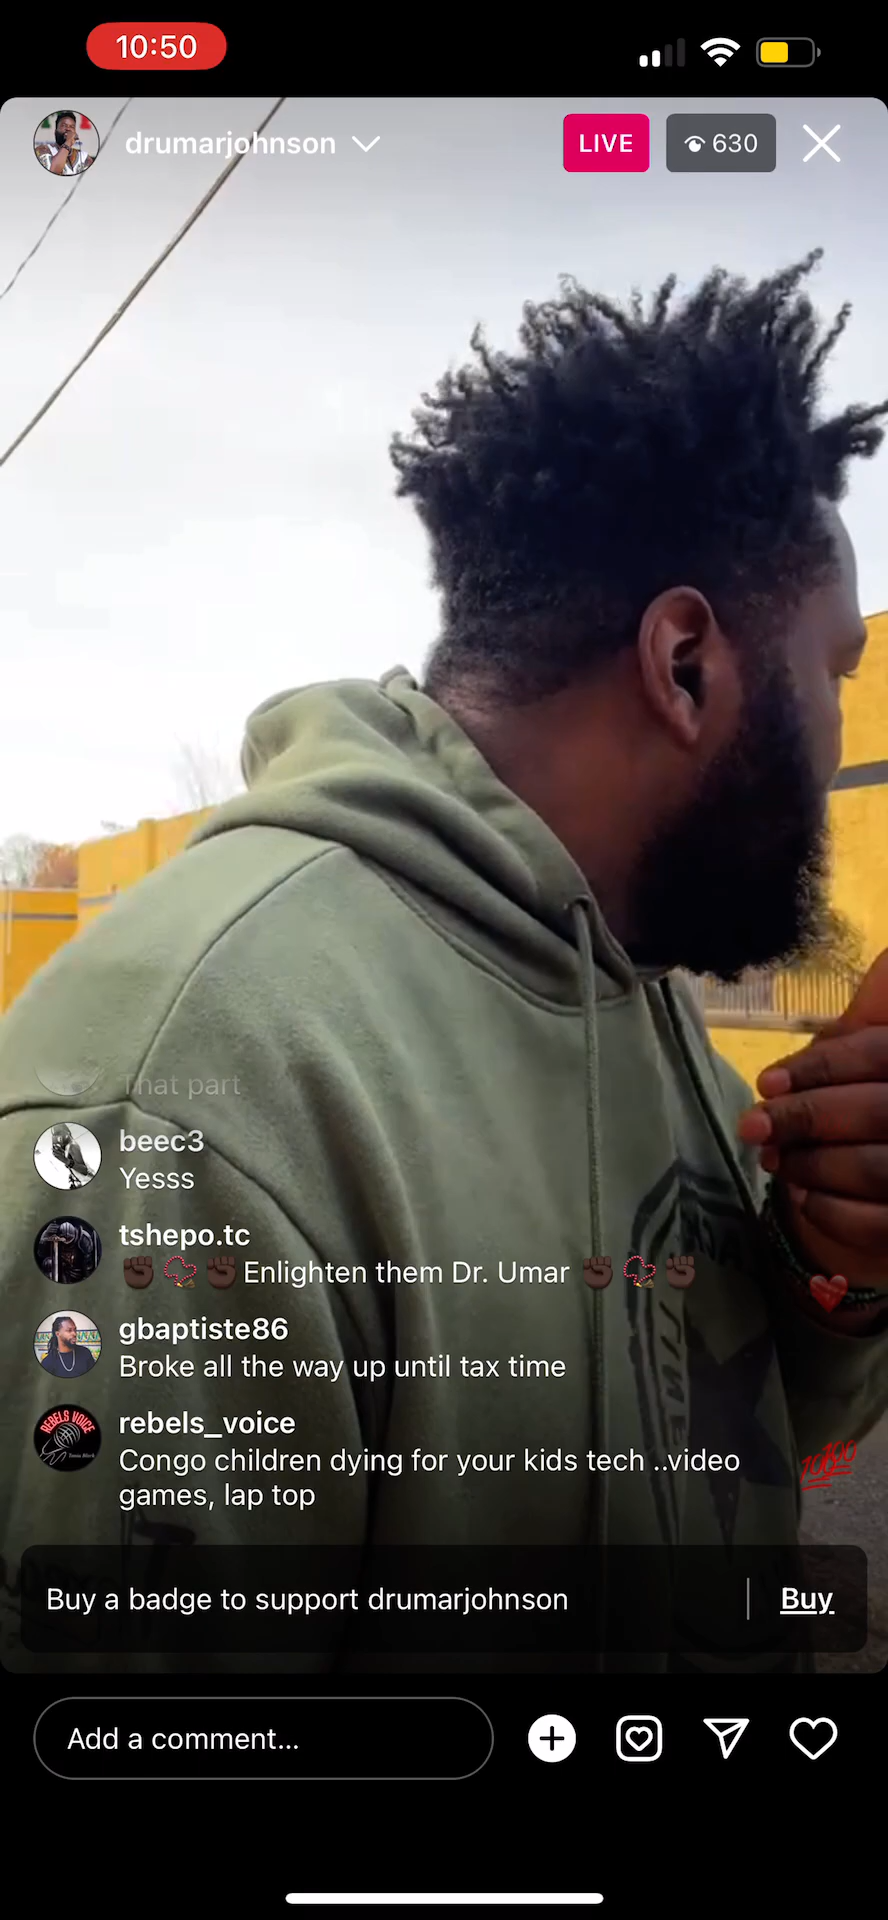 10:50
drumarjohnson
LIVE
630
That part
beec3
Yesss
tshepo.tc
✊🏿📿✊🏿Enlighten them Dr. Umar ✊🏿📿✊🏿
gbaptiste86
Broke all the way up until tax time
REBELS VOICE
rebels_voice
Congo children dying for your kids tech ..video
games, lap top
Buy a badge to support drumarjohnson
Buy
Add a comment...